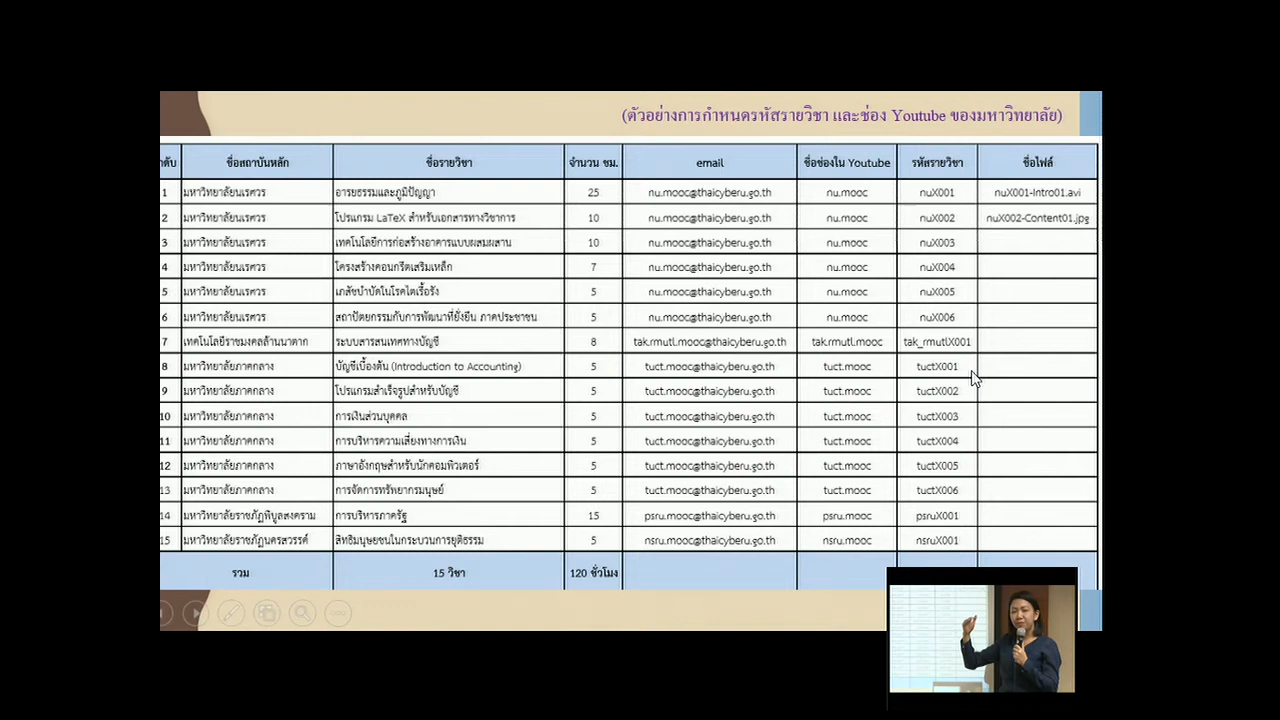 (ตัวอย่างการกำหนดรหัสรายวิชา และช่อง Youtube ของมหาวิทยาลัย)
ชื่อสถาบันหลัก ชื่อรายวิชา จำนวน ชม. email ชื่อช่องใน Youtube รหัสรายวิชา ชื่อไฟล์
1 มหาวิทยาลัยนเรศวร อารยธรรมและภูมิปัญญา 25 nu.mooc@thaicyberu.go.th nu.mooc nuX001 nuX001-Intro01.avi
2 มหาวิทยาลัยนเรศวร โปรแกรม LaTeX สำหรับเอกสารทางวิชาการ 10 nu.mooc@thaicyberu.go.th nu.mooc nuX002 nuX002-Content01.jpg
3 มหาวิทยาลัยนเรศวร เทคโนโลยีการก่อสร้างอาคารแบบผสมผสาน 10 nu.mooc@thaicyberu.go.th nu.mooc nuX003
4 มหาวิทยาลัยนเรศวร โครงสร้างคอนกรีตเสริมเหล็ก 7 nu.mooc@thaicyberu.go.th nu.mooc nuX004
5 มหาวิทยาลัยนเรศวร เภสัชบำบัดในโรคไตเรื้อรัง 5 nu.mooc@thaicyberu.go.th nu.mooc nuX005
6 มหาวิทยาลัยนเรศวร สถาปัตยกรรมกับการพัฒนาที่ยั่งยืน ภาคประชาชน 5 nu.mooc@thaicyberu.go.th nu.mooc nuX006
7 เทคโนโลยีราชมงคลล้านนาตาก ระบบสารสนเทศทางบัญชี 8 tak.rmutl.mooc@thaicyberu.go.th tak.rmutl.mooc tak_rmutlX001
8 มหาวิทยาลัยภาคกลาง บัญชีเบื้องต้น (Introduction to Accounting) 5 tuct.mooc@thaicyberu.go.th tuct.mooc tuctX001
9 มหาวิทยาลัยภาคกลาง โปรแกรมสำเร็จรูปสำหรับบัญชี 5 tuct.mooc@thaicyberu.go.th tuct.mooc tuctX002
10 มหาวิทยาลัยภาคกลาง การเงินส่วนบุคคล 5 tuct.mooc@thaicyberu.go.th tuct.mooc tuctX003
11 มหาวิทยาลัยภาคกลาง การบริหารความเสี่ยงทางการเงิน 5 tuct.mooc@thaicyberu.go.th tuct.mooc tuctX004
12 มหาวิทยาลัยภาคกลาง ภาษาอังกฤษสำหรับนักคอมพิวเตอร์ 5 tuct.mooc@thaicyberu.go.th tuct.mooc tuctX005
13 มหาวิทยาลัยภาคกลาง การจัดการทรัพยากรมนุษย์ 5 tuct.mooc@thaicyberu.go.th tuct.mooc tuctX006
14 มหาวิทยาลัยราชภัฏพิบูลสงคราม การบริหารภาครัฐ 15 psru.mooc@thaicyberu.go.th psru.mooc psruX001
15 มหาวิทยาลัยราชภัฏนครสวรรค์ สิทธิมนุษยชนในกระบวนการยุติธรรม 5 nsru.mooc@thaicyberu.go.th nsru.mooc nsruX001
รวม 15 วิชา 120 ชั่วโมง